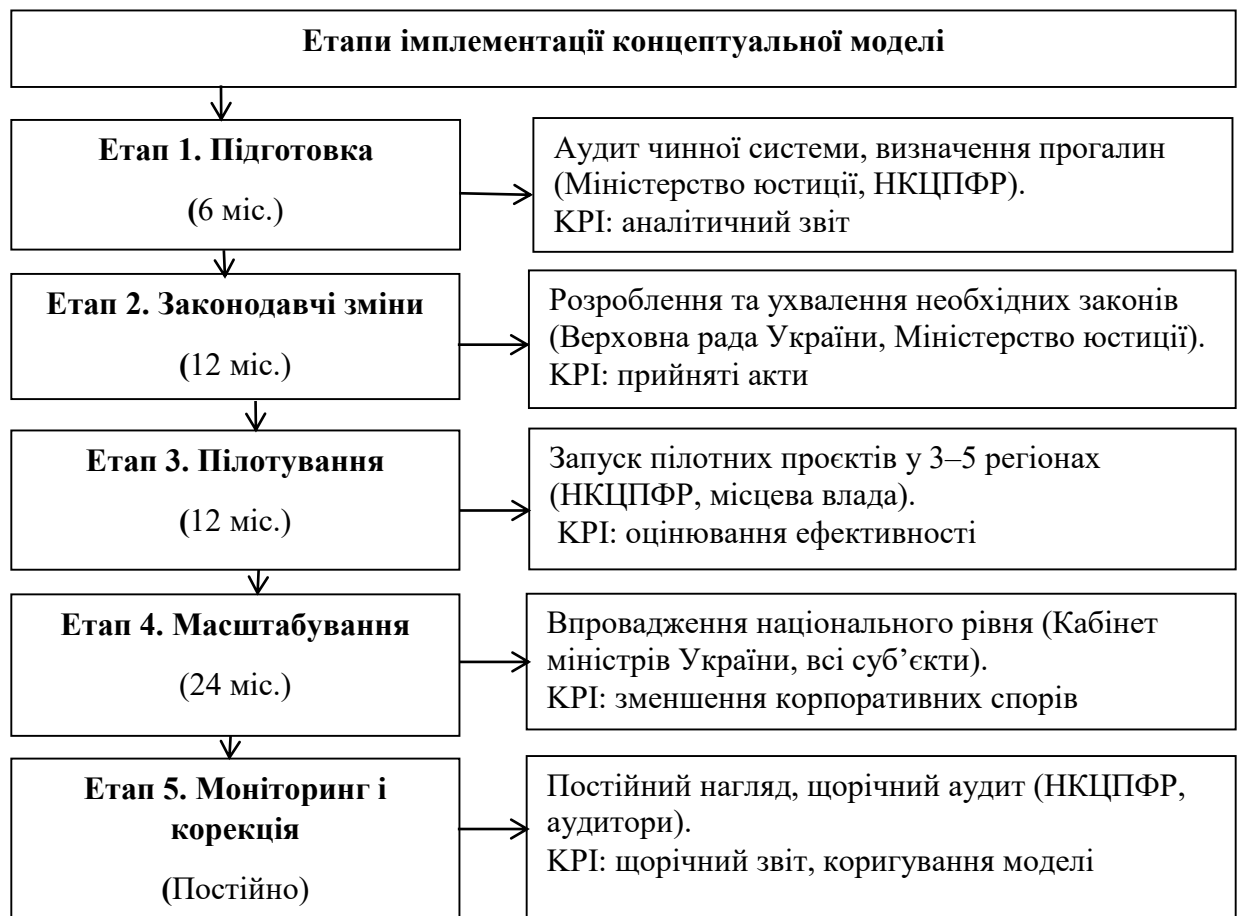 Етапи імплементації концептуальної моделі
Етап 1. Підготовка
(6 міс.)
Аудит чинної системи, визначення прогалин
(Міністерство юстиції, НКЦПФР).
KPI: аналітичний звіт
Етап 2. Законодавчі зміни
(12 міс.)
Розроблення та ухвалення необхідних законів
(Верховна рада України, Міністерство юстиції).
KPI: прийняті акти
Етап 3. Пілотування
(12 міс.)
Запуск пілотних проєктів у 3–5 регіонах
(НКЦПФР, місцева влада).
KPI: оцінювання ефективності
Етап 4. Масштабування
(24 міс.)
Впровадження національного рівня (Кабінет
міністрів України, всі суб’єкти).
KPI: зменшення корпоративних спорів
Етап 5. Моніторинг і
корекція
(Постійно)
Постійний нагляд, щорічний аудит (НКЦПФР,
аудитори).
KPI: щорічний звіт, коригування моделі